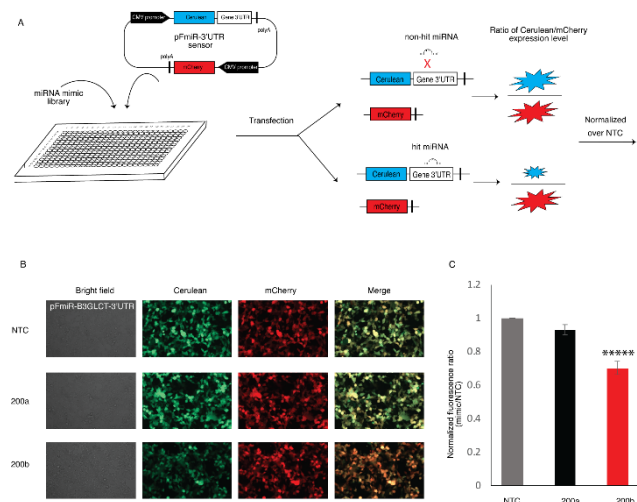 A
CMV promoter
Cerulean
Gene 3'UTR
polyA
pFmiR-3'UTR
sensor
polyA
mCherry
CMV promoter
miRNA mimic
library
Transfection
non-hit miRNA
X
Cerulean
Gene 3'UTR
mCherry
hit miRNA
Cerulean
Gene 3'UTR
mCherry
Ratio of Cerulean/mCherry
expression level
Normalized
over NTC
B
Bright field
Cerulean
mCherry
Merge
pFmiR-B3GLCT-3'UTR
NTC
200a
200b
C
Normalized fluorescence ratio
(mimic/NTC)
1.2
1
0.8
0.6
0.4
0.2
0
*****
NTC
200a
200b